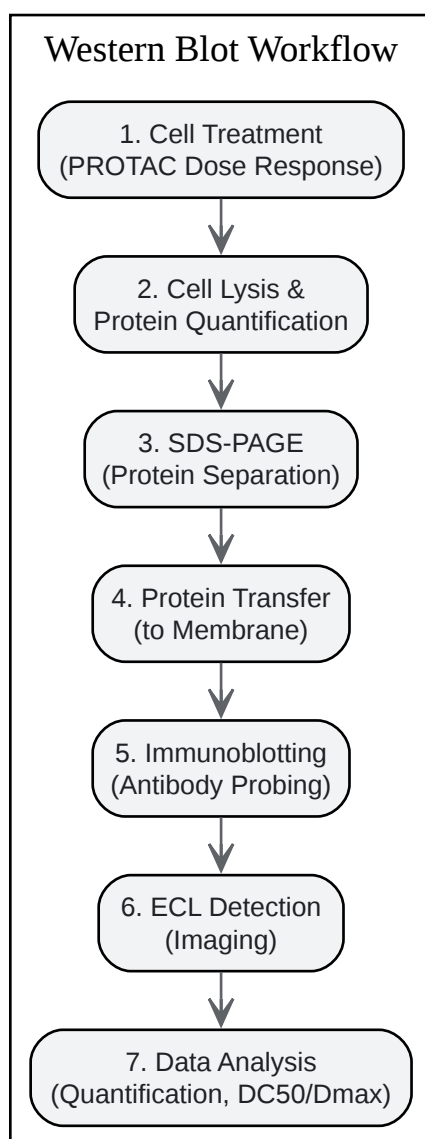 Western Blot Workflow
1. Cell Treatment
(PROTAC Dose Response)
2. Cell Lysis &
Protein Quantification
3. SDS-PAGE
(Protein Separation)
4. Protein Transfer
(to Membrane)
5. Immunoblotting
(Antibody Probing)
6. ECL Detection
(Imaging)
7. Data Analysis
(Quantification, DC50/Dmax)